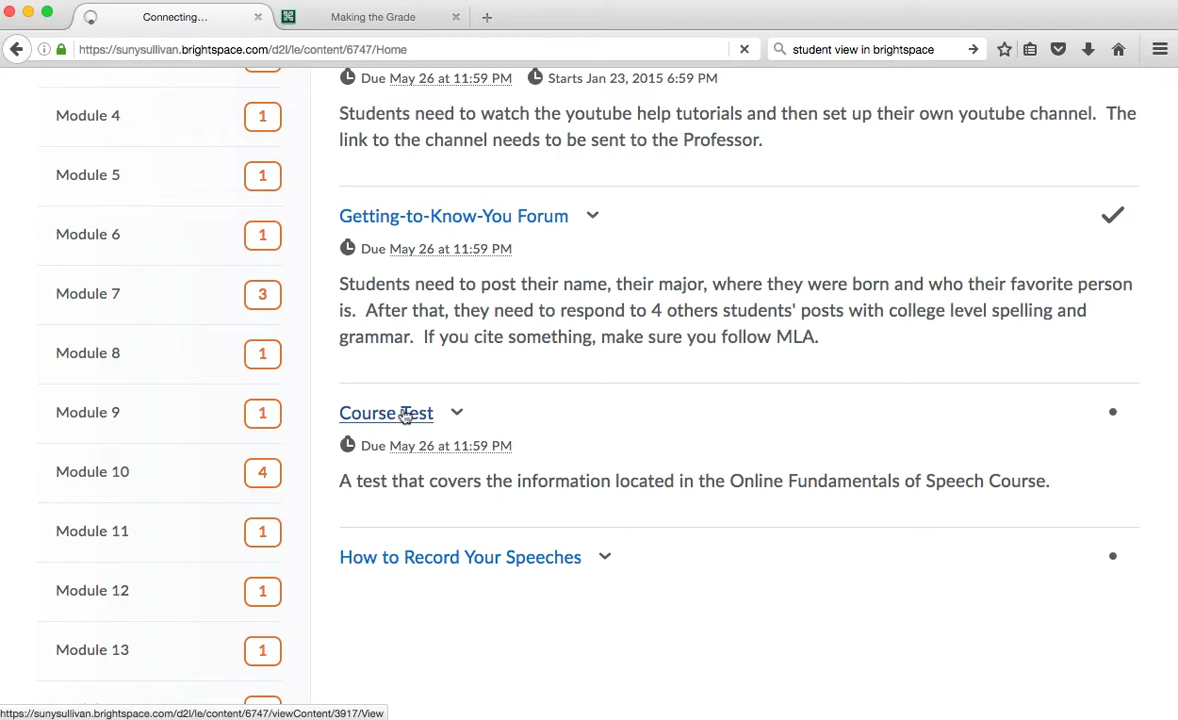 Connecting...
Making the Grade
https://sunysullivan.brightspace.com/d2l/le/content/6747/Home
student view in brightspace
Due May 26 at 11:59 PM Starts Jan 23, 2015 6:59 PM
Students need to watch the youtube help tutorials and then set up their own youtube channel. The
link to the channel needs to be sent to the Professor.
Module 4 1
Module 5 1
Module 6 1
Module 7 3
Module 8 1
Module 9 1
Module 10 4
Module 11 1
Module 12 1
Module 13 1
Getting-to-Know-You Forum
Due May 26 at 11:59 PM
Students need to post their name, their major, where they were born and who their favorite person
is. After that, they need to respond to 4 others students' posts with college level spelling and
grammar. If you cite something, make sure you follow MLA.
Course Test
Due May 26 at 11:59 PM
A test that covers the information located in the Online Fundamentals of Speech Course.
How to Record Your Speeches
https://sunysullivan.brightspace.com/d2l/le/content/6747/viewContent/3917/View